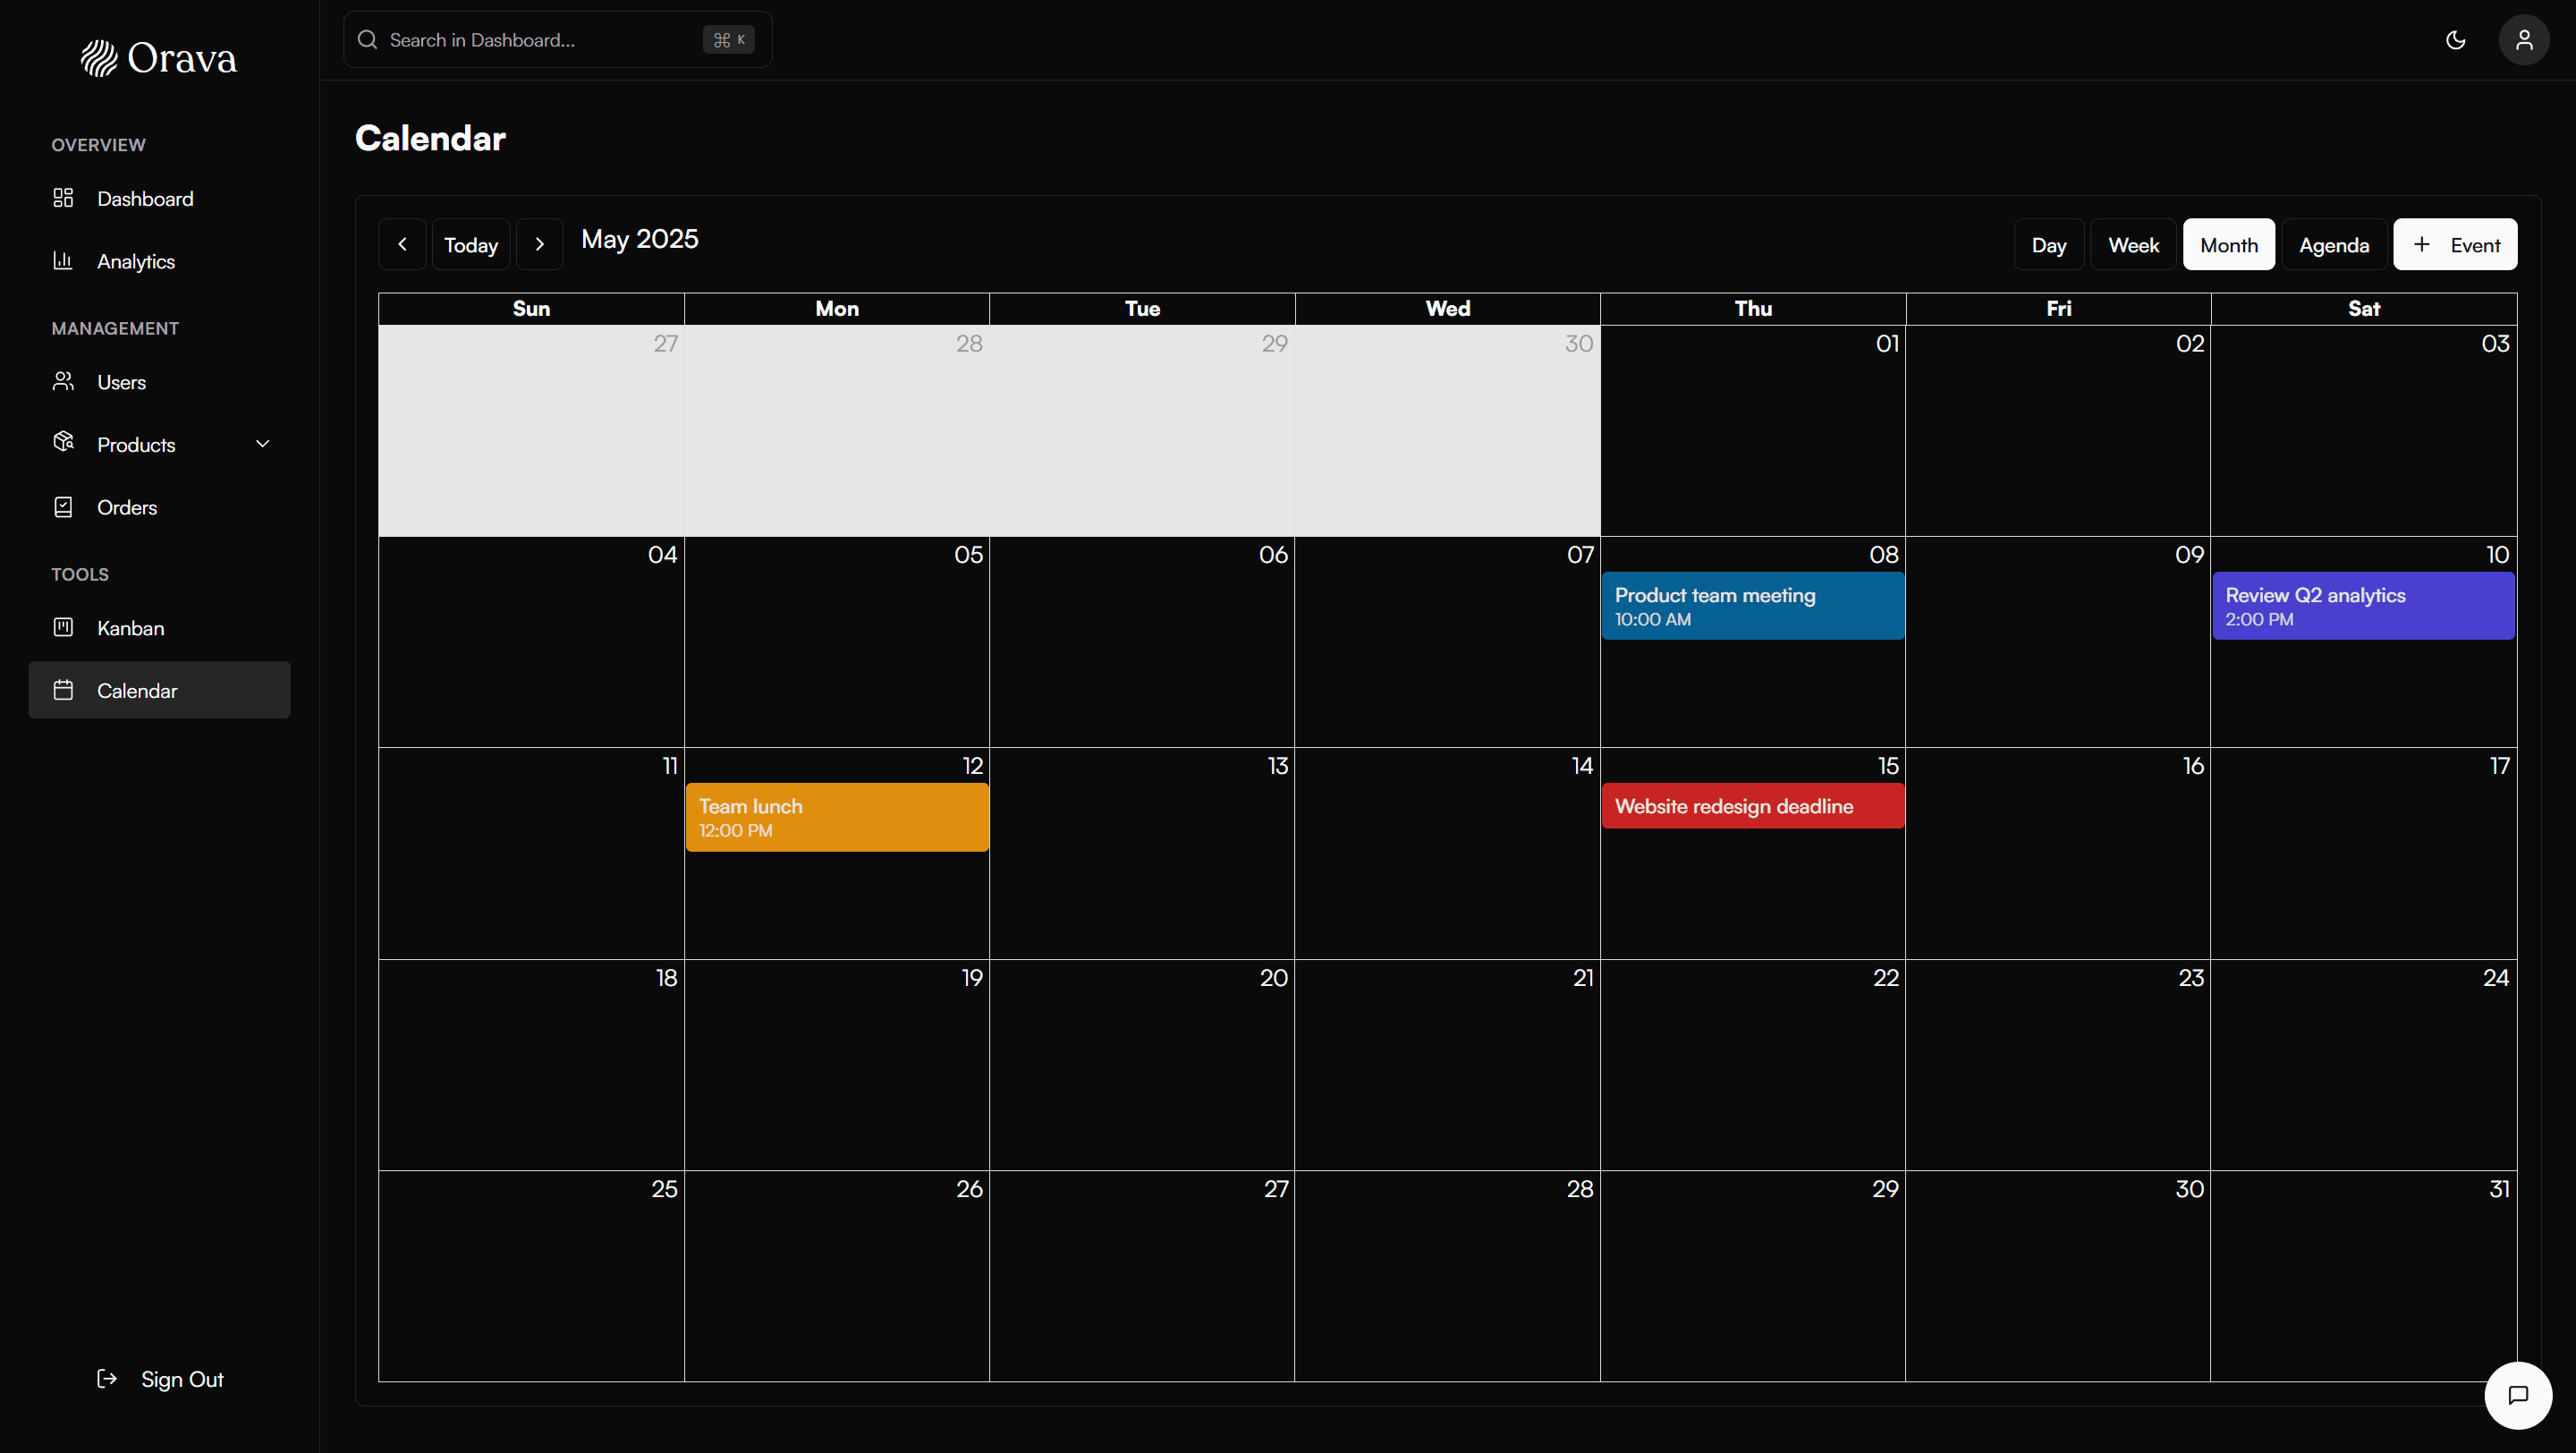 Orava
Search in Dashboard...
⌘ K
OVERVIEW
Dashboard
Analytics
MANAGEMENT
Users
Products
Orders
TOOLS
Kanban
Calendar
Sign Out
Calendar
Today
May 2025
Day
Week
Month
Agenda
+ Event
Sun Mon Tue Wed Thu Fri Sat
27 28 29 30 01 02 03
04 05 06 07 08 09 10
Product team meeting
10:00 AM
Review Q2 analytics
2:00 PM
11 12 13 14 15 16 17
Team lunch
12:00 PM
Website redesign deadline
18 19 20 21 22 23 24
25 26 27 28 29 30 31